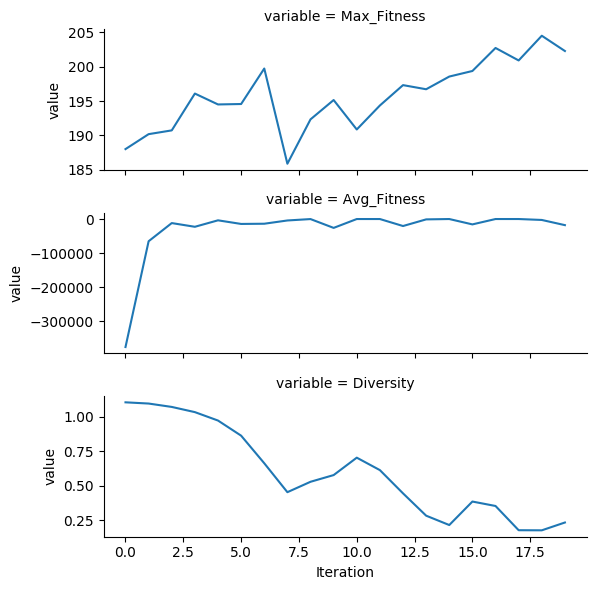 variable = Max_Fitness
205
200
195
190
185
value
variable = Avg_Fitness
0
−100000
−200000
−300000
value
variable = Diversity
1.00
0.75
0.50
0.25
value
0.0 2.5 5.0 7.5 10.0 12.5 15.0 17.5
Iteration